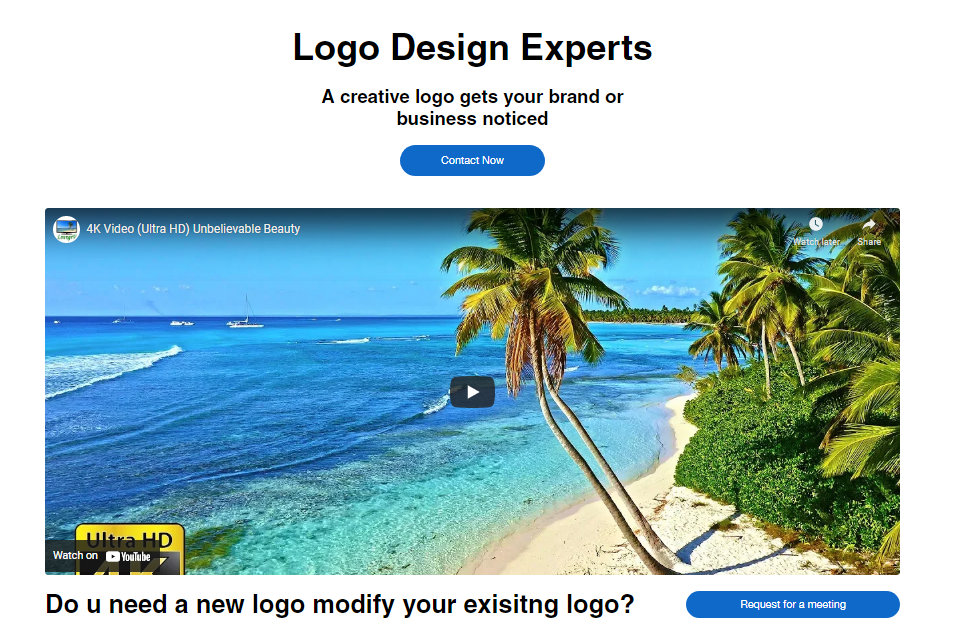 Logo Design Experts
A creative logo gets your brand or
business noticed
Contact Now
4K Video (Ultra HD) Unbelievable Beauty
Watch later
Share
Ultra HD
4K
Watch on YouTube
Do u need a new logo modify your exisitng logo?
Request for a meeting